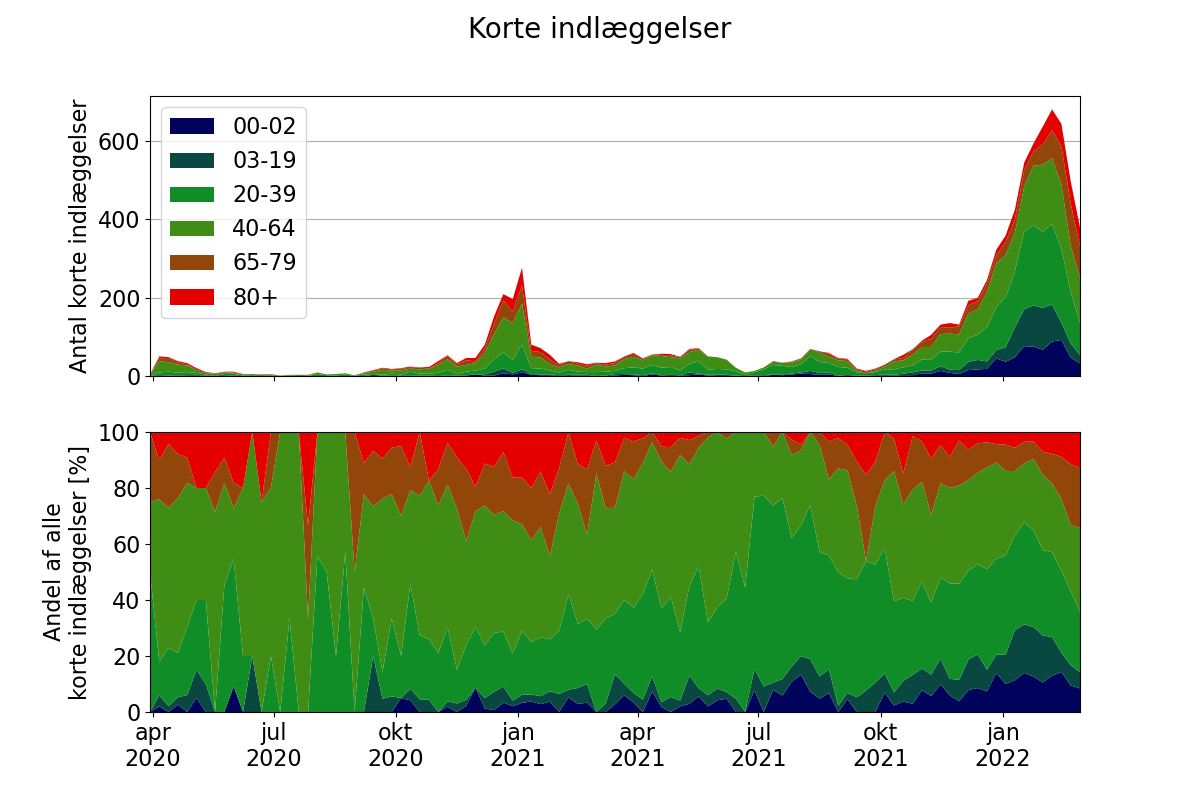 Korte indlæggelser
Antal korte indlæggelser
600
400
200
0
00-02
03-19
20-39
40-64
65-79
80+
Andel af alle
korte indlæggelser [%]
100
80
60
40
20
0
apr jul okt jan apr jul okt jan
2020 2020 2020 2021 2021 2021 2021 2022